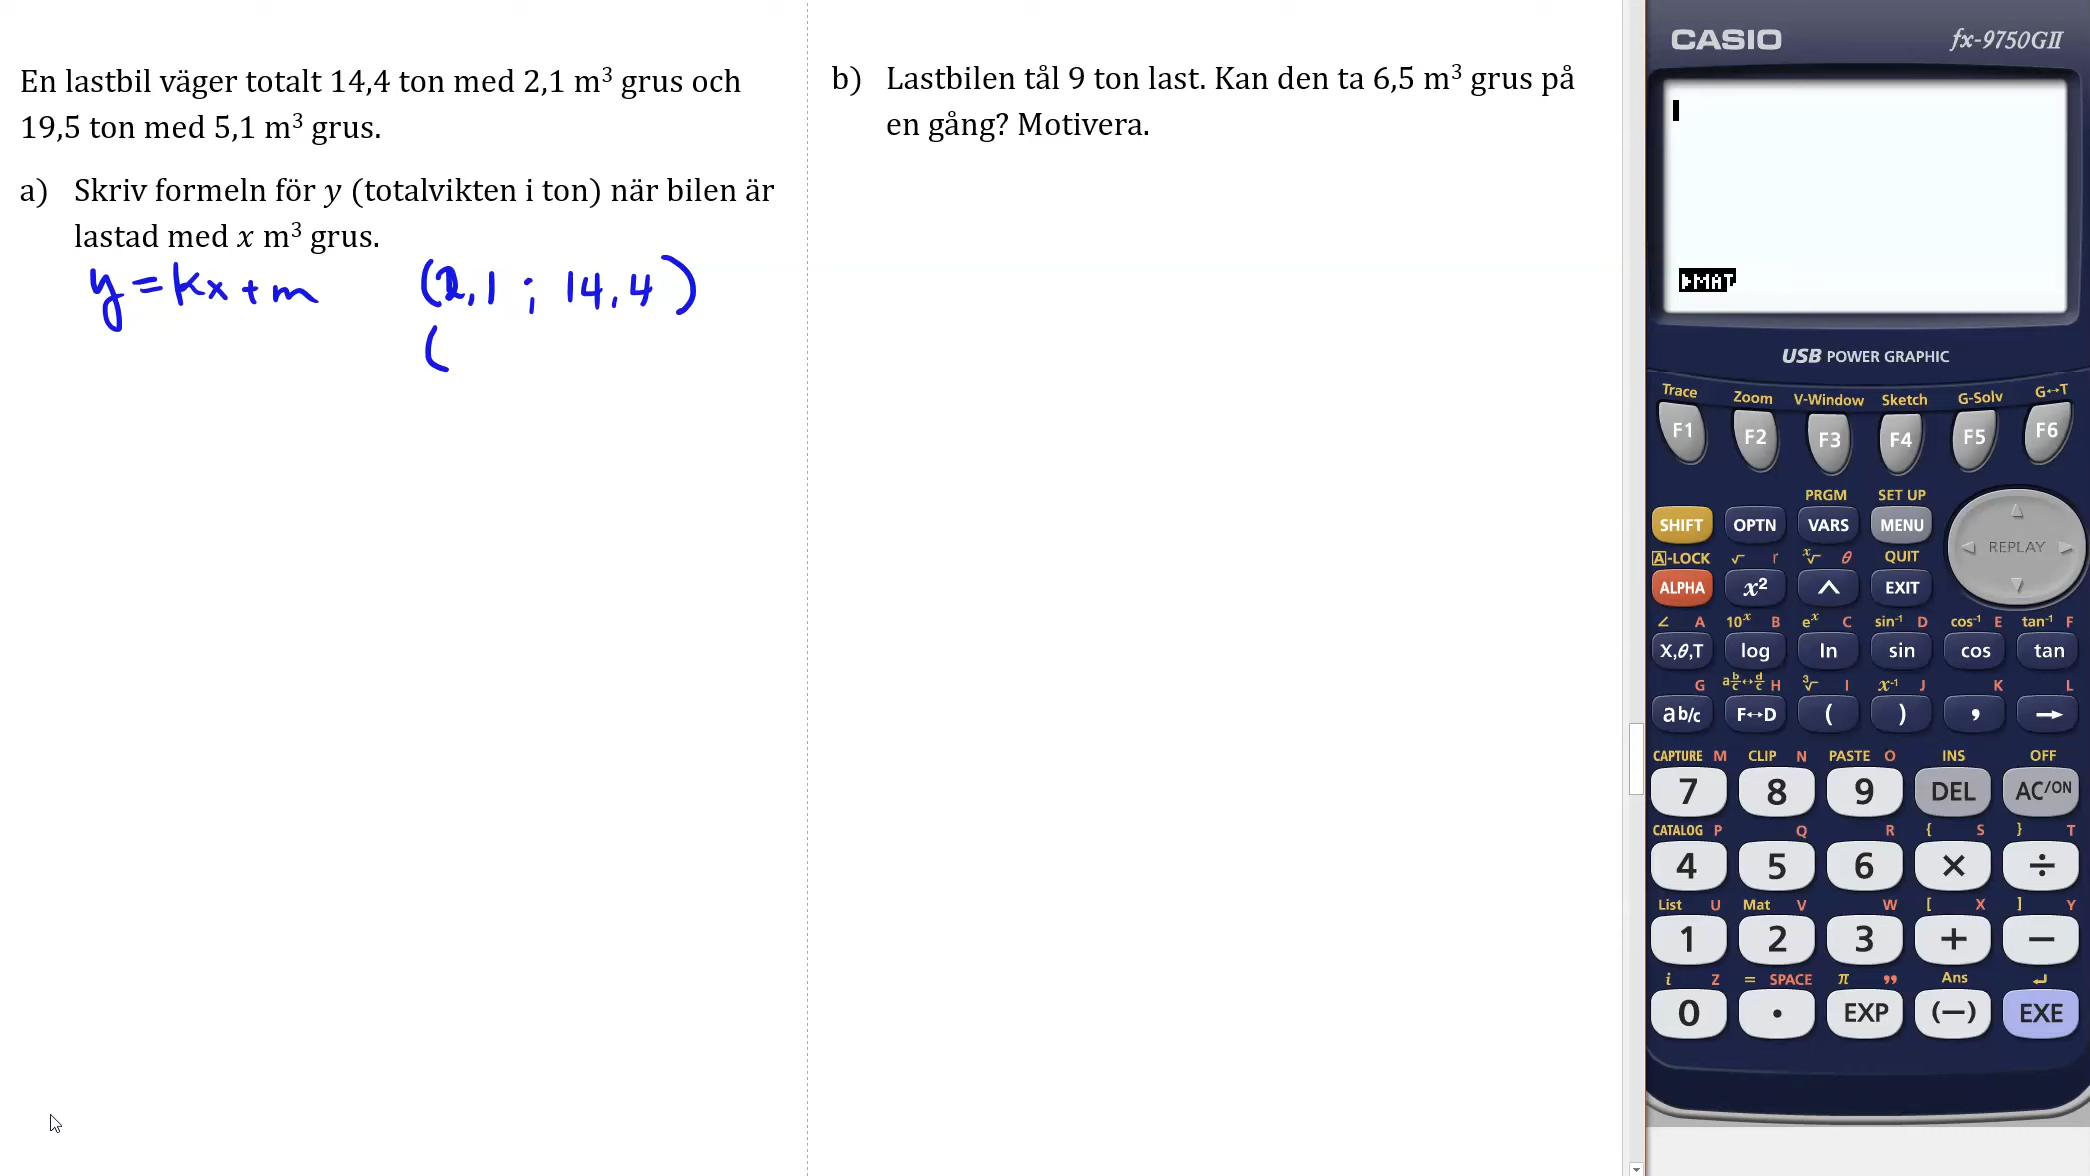 En lastbil väger totalt 14,4 ton med 2,1 m³ grus och
19,5 ton med 5,1 m³ grus.
a) Skriv formeln för y (totalvikten i ton) när bilen är
lastad med x m³ grus.
y = kx + m (2,1 ; 14,4)
(
b) Lastbilen tål 9 ton last. Kan den ta 6,5 m³ grus på
en gång? Motivera.
CASIO fx-9750GII
▶MAT
USB POWER GRAPHIC
Trace Zoom V-Window Sketch G-Solv G↔T
F1 F2 F3 F4 F5 F6
PRGM SET UP
SHIFT OPTN VARS MENU
REPLAY
A-LOCK √ r ˣ√ θ QUIT
ALPHA x² ^ EXIT
∠ A 10ˣ B eˣ C sin⁻¹ D cos⁻¹ E tan⁻¹ F
X,θ,T log ln sin cos tan
G a b/c↔d/c H ³√ I x⁻¹ J K L
a b/c F↔D ( ) , →
CAPTURE M CLIP N PASTE O INS OFF
7 8 9 DEL AC/ON
CATALOG P Q R { S } T
4 5 6 × ÷
List U Mat V W [ X ] Y
1 2 3 + −
i Z = SPACE π ” Ans ↵
0 . EXP (−) EXE